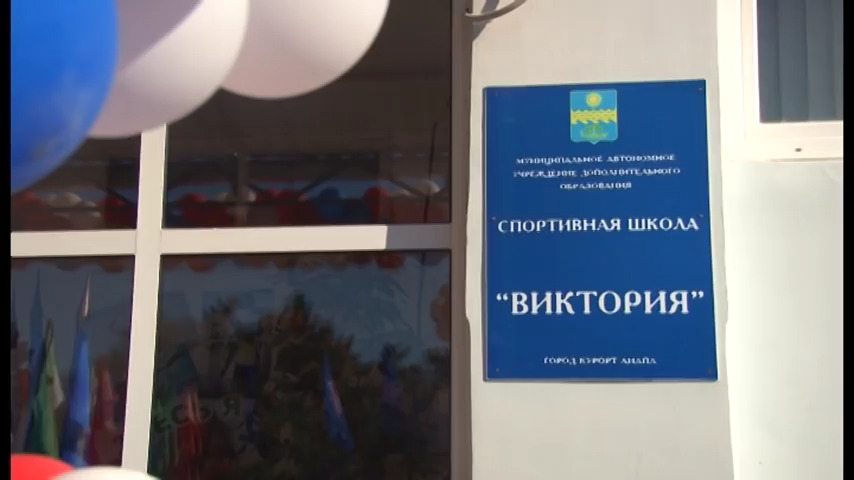 МУНИЦИПАЛЬНОЕ АВТОНОМНОЕ
УЧРЕЖДЕНИЕ ДОПОЛНИТЕЛЬНОГО
ОБРАЗОВАНИЯ
СПОРТИВНАЯ ШКОЛА
“ВИКТОРИЯ”
ГОРОД КУРОРТ АНАПА